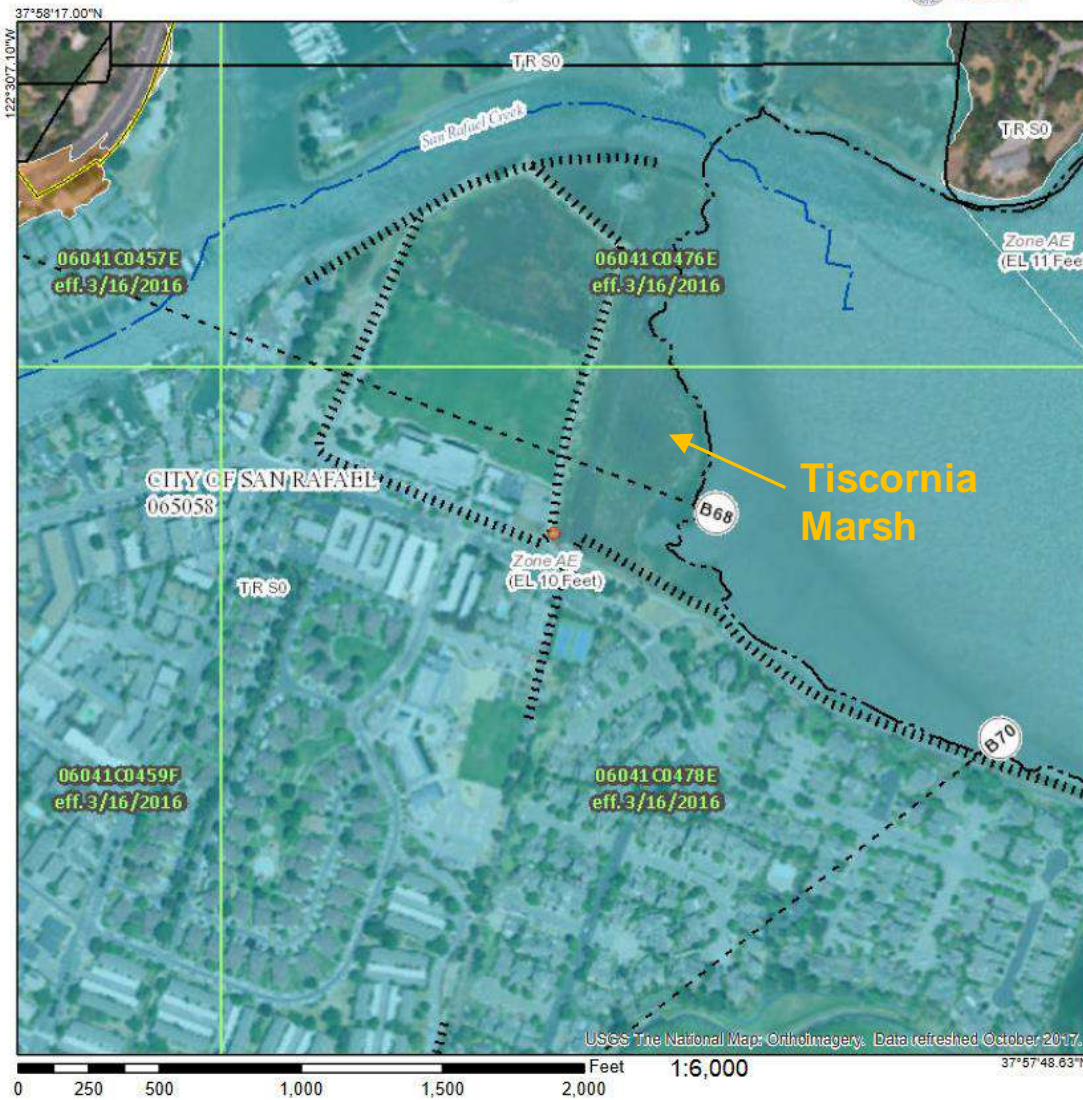 37°58'17.00"N
122°30'7.10"W
T R S0
San Rafael Creek
T R S0
Zone AE
06041C0457E
eff. 3/16/2016
06041C0476E
eff. 3/16/2016
(EL 11 Fee
Tiscornia
Marsh
CITY OF SAN RAFAEL
065058
B68
Zone AE
(EL 10 Feet)
T R S0
B70
06041C0459F
eff. 3/16/2016
06041C0478E
eff. 3/16/2016
USGS The National Map: Orthoimagery. Data refreshed October 2017.
Feet
1:6,000
37°57'48.63"N
0 250 500 1,000 1,500 2,000